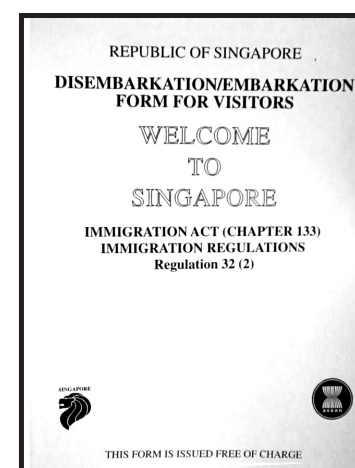 REPUBLIC OF SINGAPORE
DISEMBARKATION/EMBARKATION
FORM FOR VISITORS
WELCOME
TO
SINGAPORE
IMMIGRATION ACT (CHAPTER 133)
IMMIGRATION REGULATIONS
Regulation 32 (2)
SINGAPORE
asean
THIS FORM IS ISSUED FREE OF CHARGE